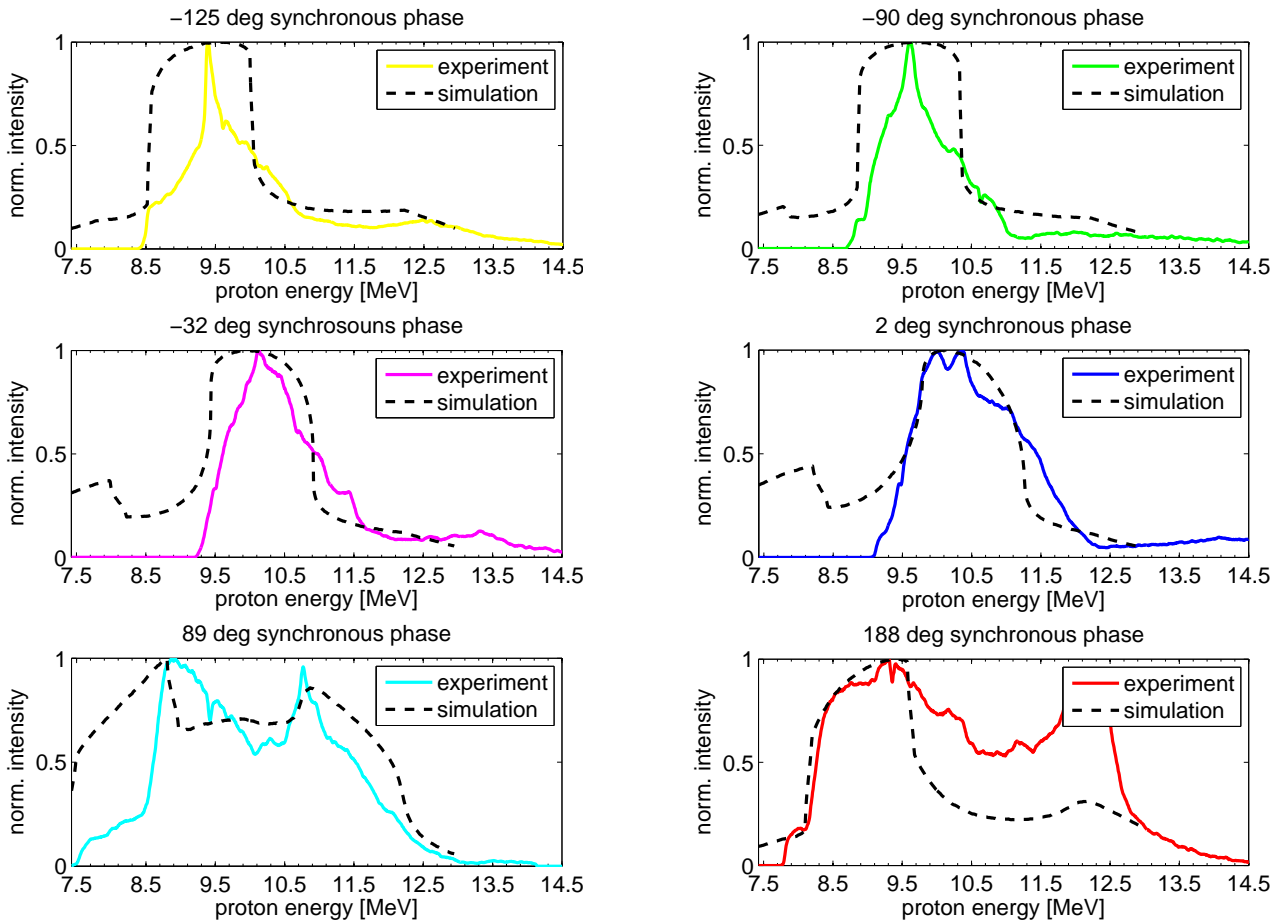 −125 deg synchronous phase
1
0.5
0
norm. intensity
experiment
simulation
7.5 8.5 9.5 10.5 11.5 12.5 13.5 14.5
proton energy [MeV]
−90 deg synchronous phase
1
0.5
0
norm. intensity
experiment
simulation
7.5 8.5 9.5 10.5 11.5 12.5 13.5 14.5
proton energy [MeV]
−32 deg synchrosouns phase
1
0.5
0
norm. intensity
experiment
simulation
7.5 8.5 9.5 10.5 11.5 12.5 13.5 14.5
proton energy [MeV]
2 deg synchronous phase
1
0.5
0
norm. intensity
experiment
simulation
7.5 8.5 9.5 10.5 11.5 12.5 13.5 14.5
proton energy [MeV]
89 deg synchronous phase
1
0.5
0
norm. intensity
experiment
simulation
7.5 8.5 9.5 10.5 11.5 12.5 13.5 14.5
proton energy [MeV]
188 deg synchronous phase
1
0.5
0
norm. intensity
experiment
simulation
7.5 8.5 9.5 10.5 11.5 12.5 13.5 14.5
proton energy [MeV]